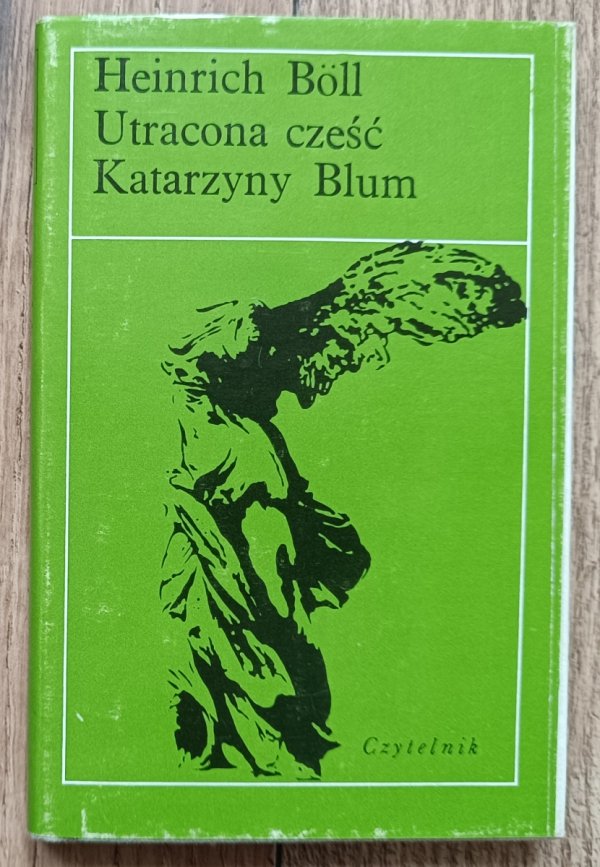 Heinrich Böll
Utracona cześć
Katarzyny Blum
Czytelnik